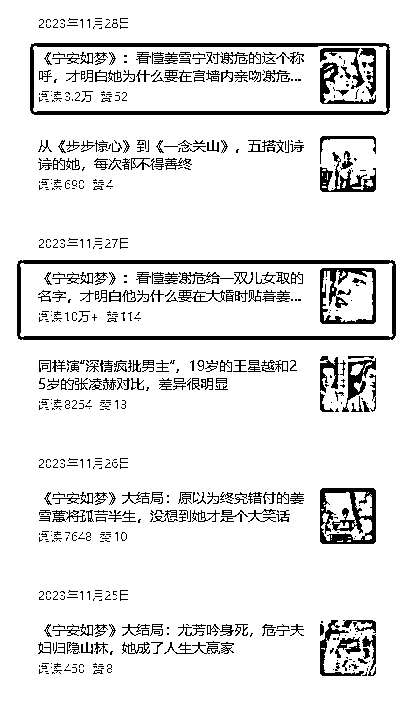 2023年11月28日
《宁安如梦》：看懂姜雪宁对谢危的这个称
呼，才明白她为什么要在宫墙内亲吻谢危...
阅读3.2万 赞52
从《步步惊心》到《一念关山》，五搭刘诗
诗的她，每次都不得善终
阅读698 赞4
2023年11月27日
《宁安如梦》：看懂姜谢危给一双儿女取的
名字，才明白他为什么要在大婚时贴着姜...
阅读10万+ 赞114
同样演“深情疯批男主”，19岁的王星越和2
5岁的张凌赫对比，差异很明显
阅读8254 赞13
2023年11月26日
《宁安如梦》大结局：原以为终究错付的姜
雪蕙将孤苦半生，没想到她才是个大笑话
阅读7648 赞10
2023年11月25日
《宁安如梦》大结局：尤芳吟身死，危宁夫
妇归隐山林，她成了人生大赢家
阅读450 赞8